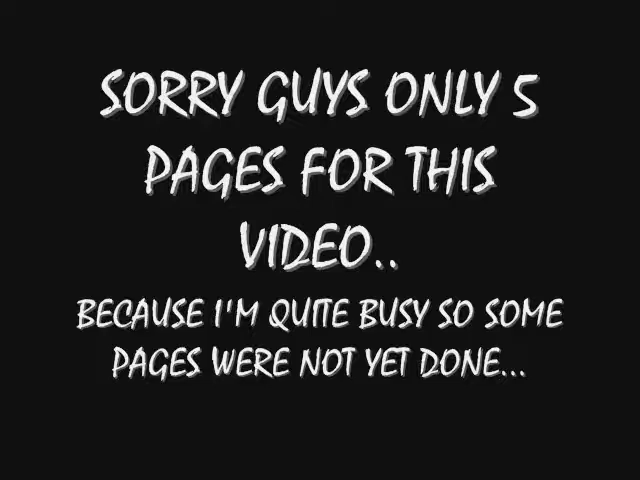 SORRY GUYS ONLY 5
PAGES FOR THIS
VIDEO..
BECAUSE I'M QUITE BUSY SO SOME
PAGES WERE NOT YET DONE...